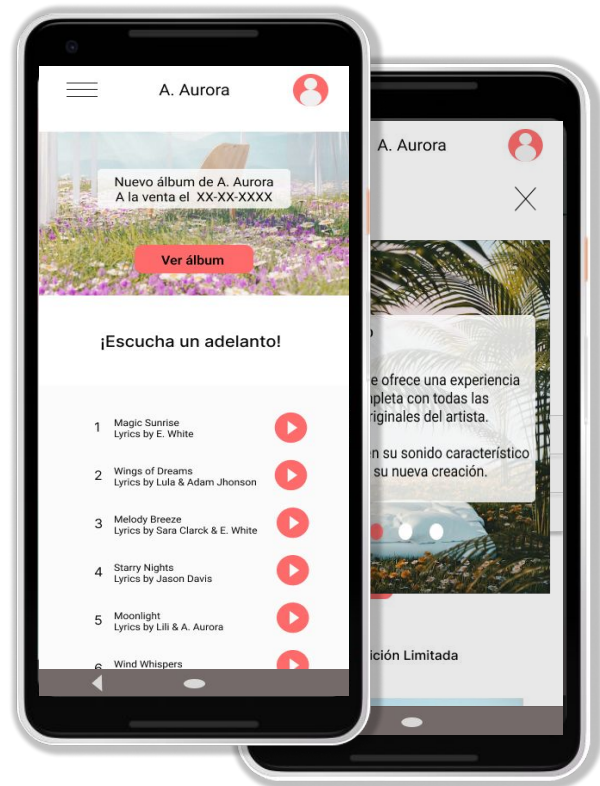 A. Aurora
Nuevo álbum de A. Aurora
A la venta el XX-XX-XXXX
Ver álbum
¡Escucha un adelanto!
1 Magic Sunrise
Lyrics by E. White
2 Wings of Dreams
Lyrics by Lula & Adam Jhonson
3 Melody Breeze
Lyrics by Sara Clarck & E. White
4 Starry Nights
Lyrics by Jason Davis
5 Moonlight
Lyrics by Lili & A. Aurora
6 Wind Whispers
A. Aurora
ofrece una experiencia
con todas las
del artista.
su sonido característico
su nueva creación.
Limitada